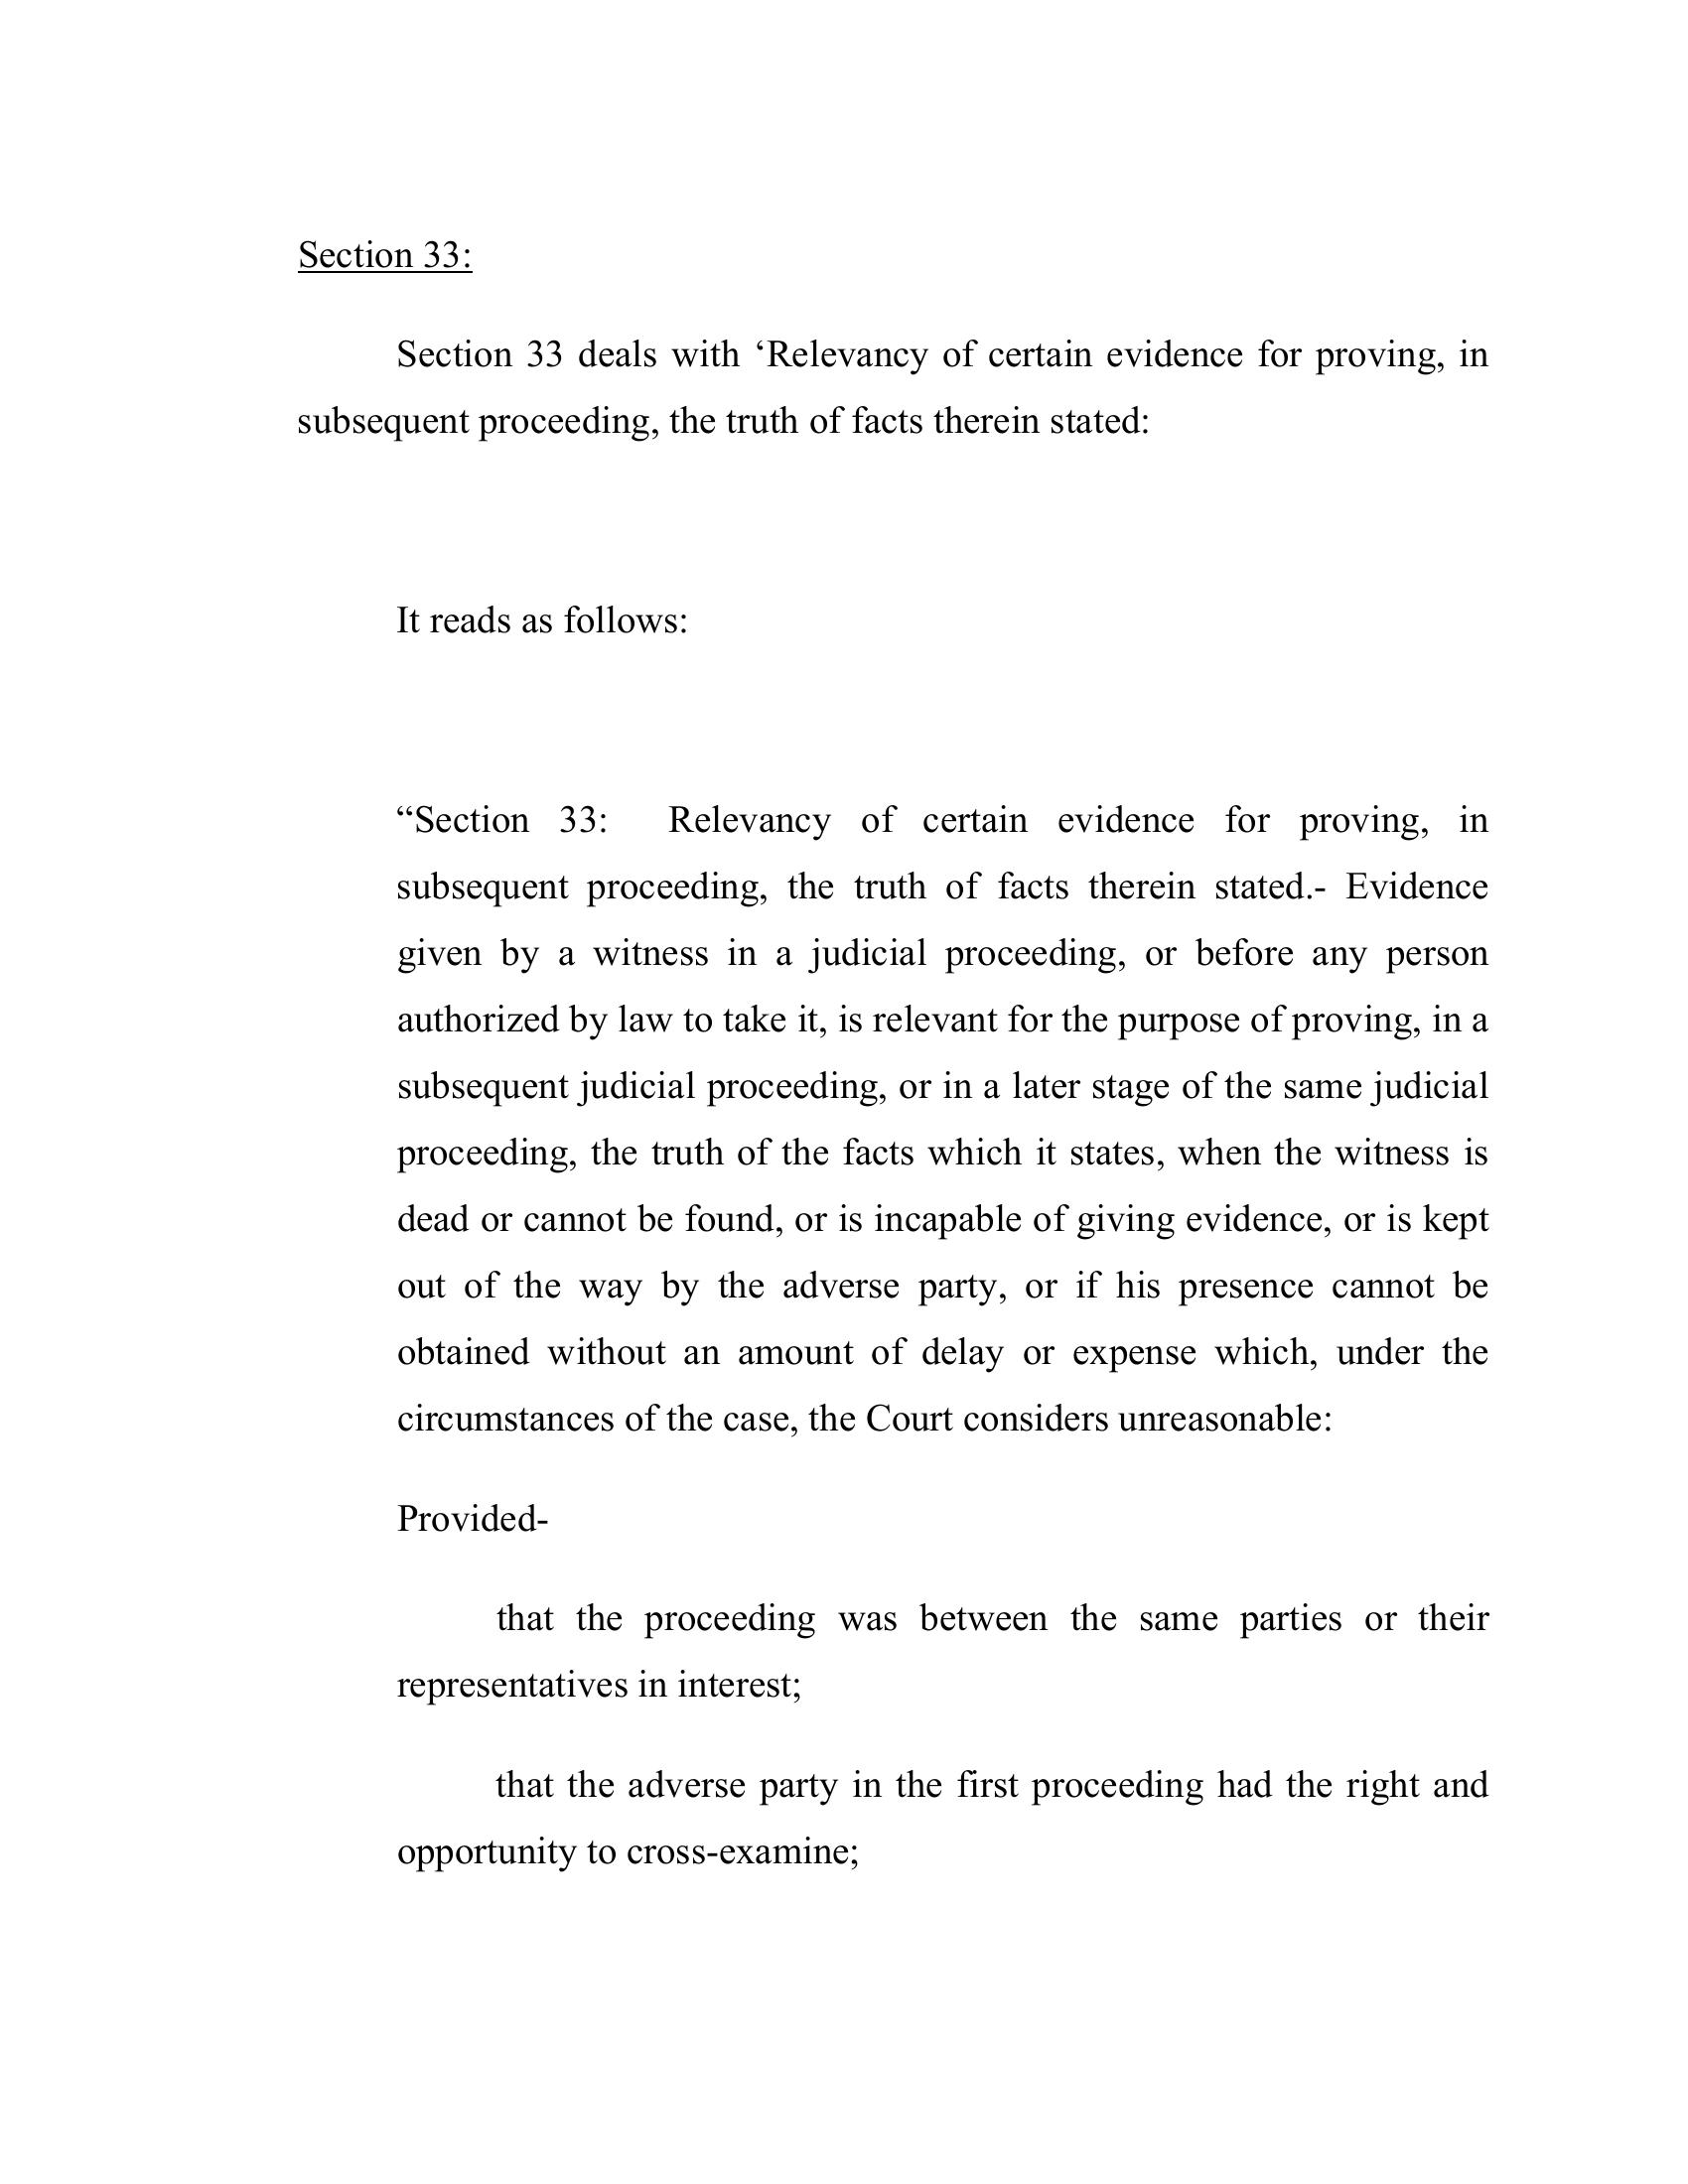 Section 33:
Section 33 deals with ‘Relevancy of certain evidence for proving, in
subsequent proceeding, the truth of facts therein stated:
It reads as follows:
“Section 33: Relevancy of certain evidence for proving, in
subsequent proceeding, the truth of facts therein stated.- Evidence
given by a witness in a judicial proceeding, or before any person
authorized by law to take it, is relevant for the purpose of proving, in a
subsequent judicial proceeding, or in a later stage of the same judicial
proceeding, the truth of the facts which it states, when the witness is
dead or cannot be found, or is incapable of giving evidence, or is kept
out of the way by the adverse party, or if his presence cannot be
obtained without an amount of delay or expense which, under the
circumstances of the case, the Court considers unreasonable:
Provided-
that the proceeding was between the same parties or their
representatives in interest;
that the adverse party in the first proceeding had the right and
opportunity to cross-examine;